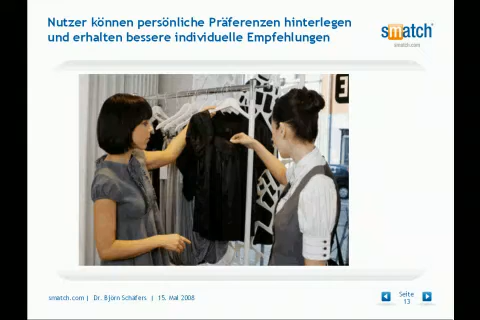 Nutzer können persönliche Präferenzen hinterlegen
und erhalten bessere individuelle Empfehlungen
smatch
smatch.com
3
smatch.com | Dr. Björn Schäfers | 15. Mai 2008
Seite
13